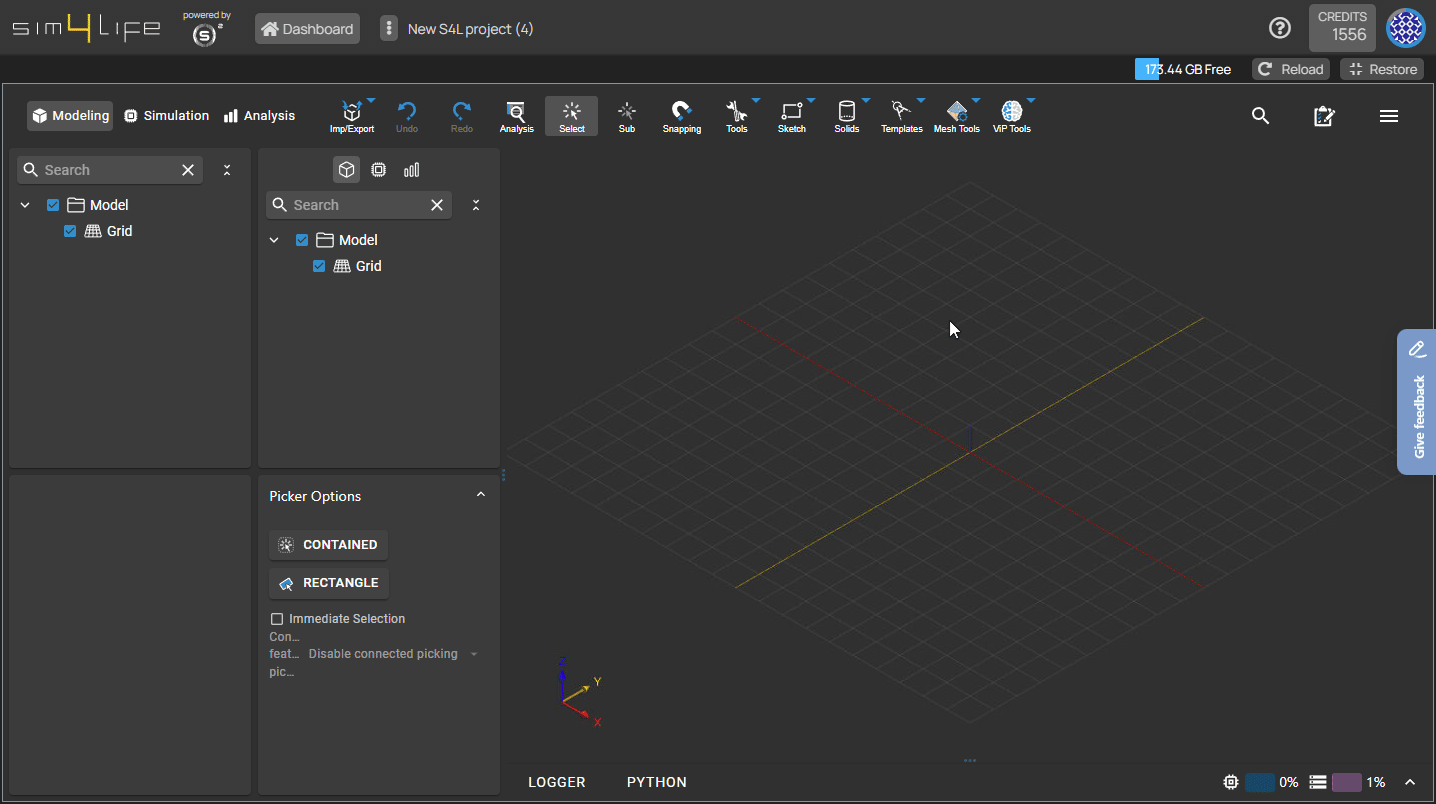 sim4Life
powered by
S
Dashboard
New S4L project (4)
CREDITS
1556
173.44 GB Free
Reload
Restore
Modeling
Simulation
Analysis
Imp/Export
Undo
Redo
Analysis
Select
Sub
Snapping
Tools
Sketch
Solids
Templates
Mesh Tools
ViP Tools
Search
Model
Grid
Search
Model
Grid
Picker Options
CONTAINED
RECTANGLE
Immediate Selection
Con...
feat... Disable connected picking
pic...
Z
Y
X
Give feedback
LOGGER
PYTHON
0%
1%